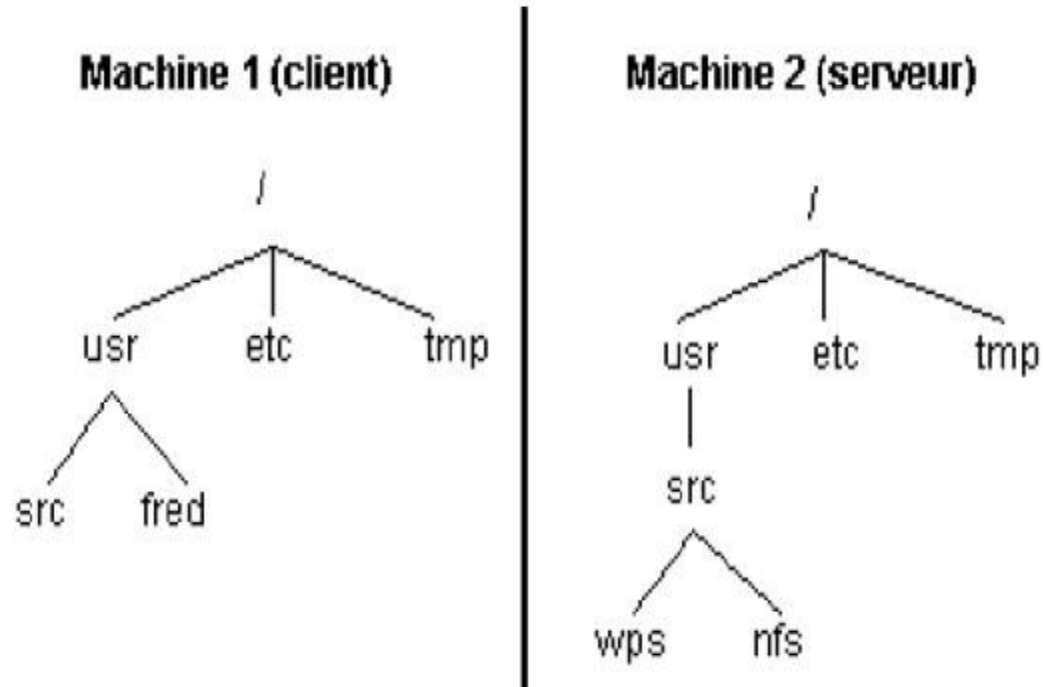 Machine 1 (client)
/
usr etc tmp
src fred
Machine 2 (serveur)
/
usr etc tmp
src
wps nfs